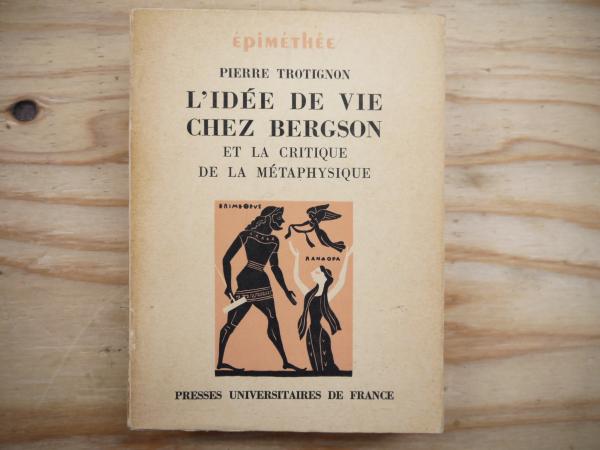 épiméthée
PIERRE TROTIGNON
L'IDÉE DE VIE
CHEZ BERGSON
ET LA CRITIQUE
DE LA MÉTAPHYSIQUE
ΠΑΝΔΟΡΑ
PRESSES UNIVERSITAIRES DE FRANCE